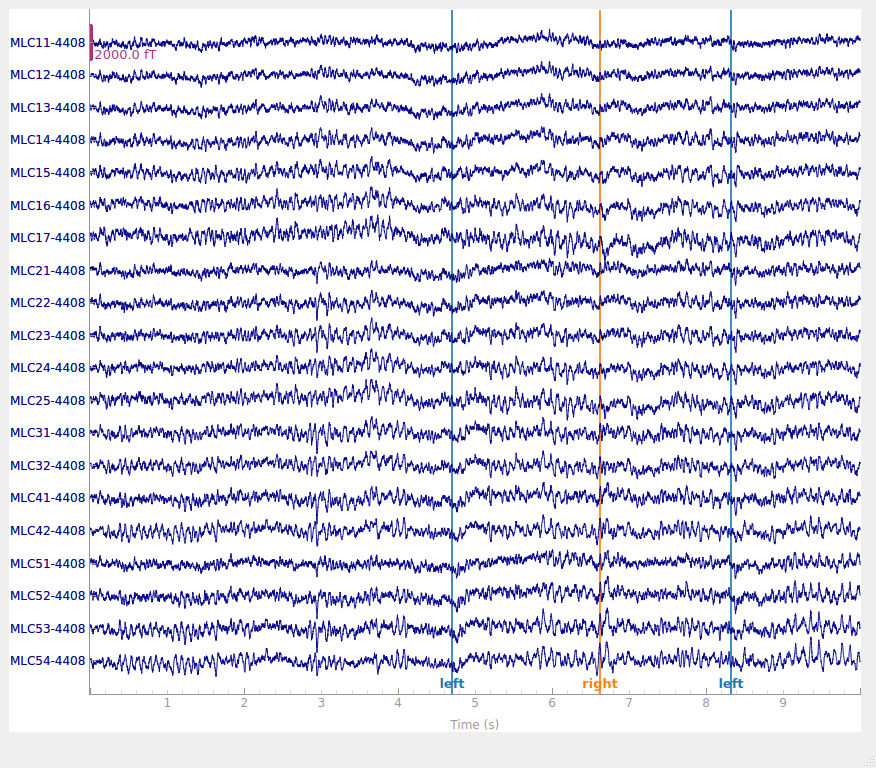 MLC11-4408
2000.0 fT
MLC12-4408
MLC13-4408
MLC14-4408
MLC15-4408
MLC16-4408
MLC17-4408
MLC21-4408
MLC22-4408
MLC23-4408
MLC24-4408
MLC25-4408
MLC31-4408
MLC32-4408
MLC41-4408
MLC42-4408
MLC51-4408
MLC52-4408
MLC53-4408
MLC54-4408
left right left
1 2 3 4 5 6 7 8 9
Time (s)